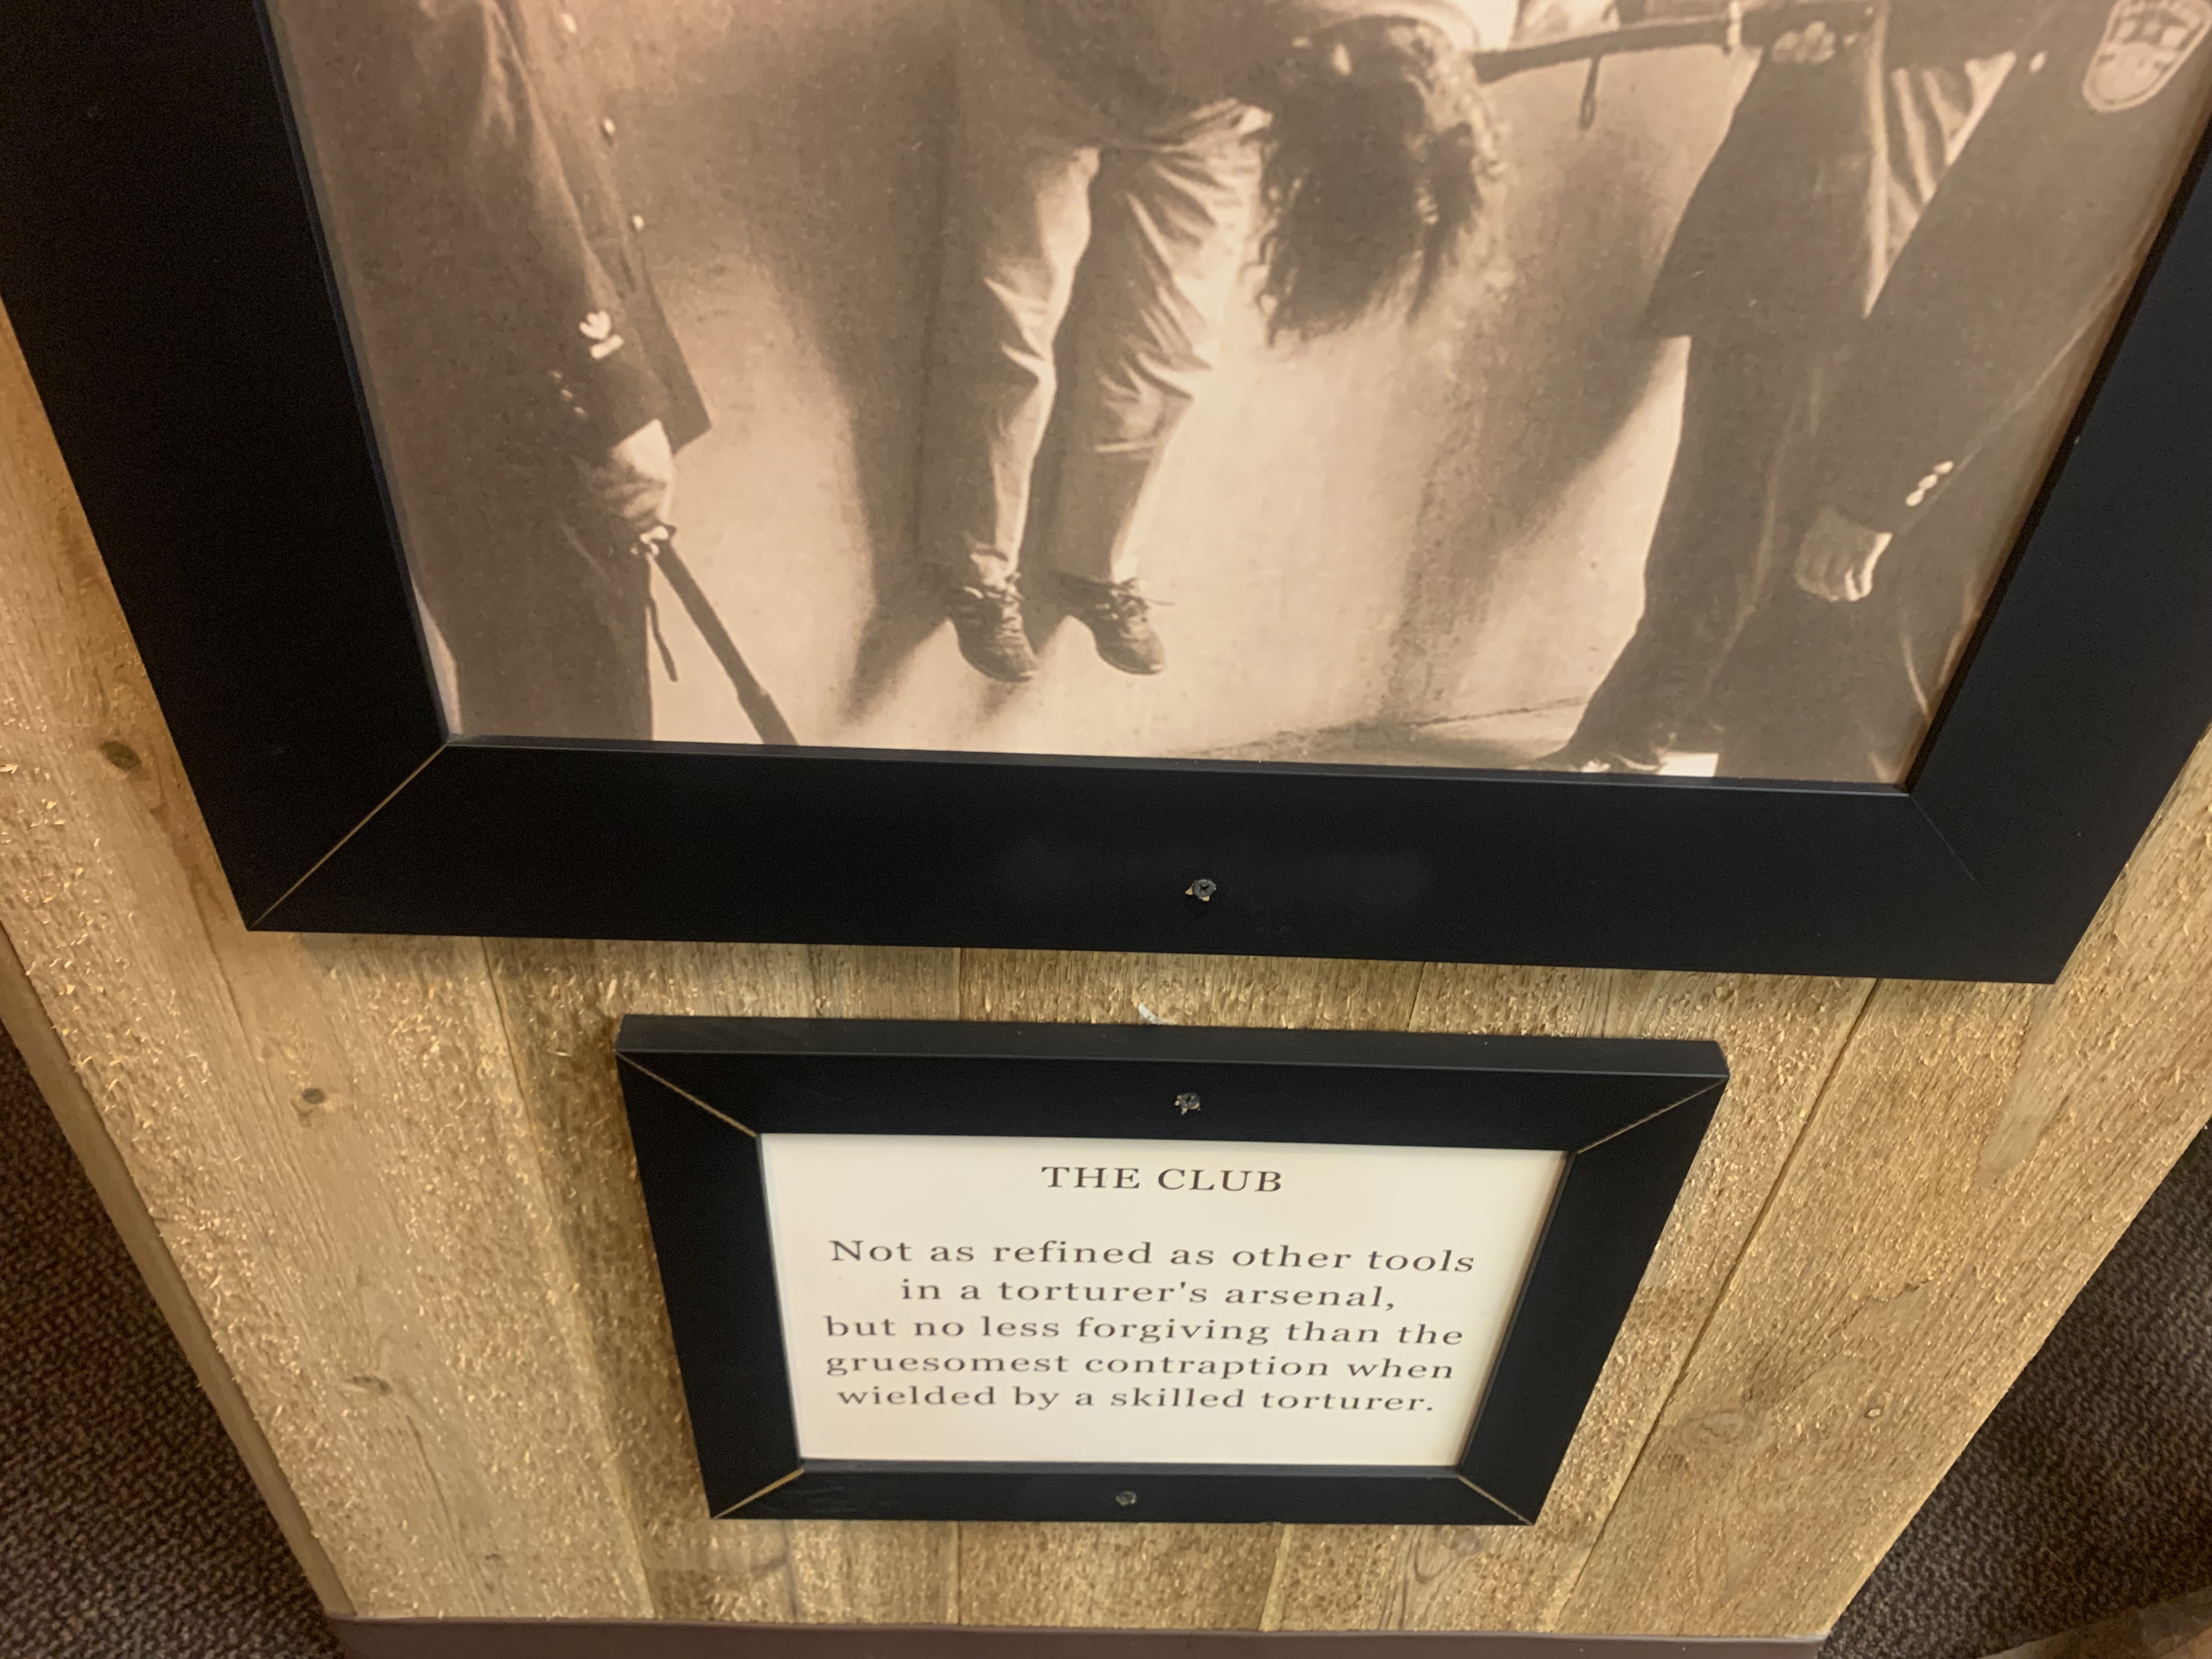 THE CLUB
Not as refined as other tools
in a torturer's arsenal,
but no less forgiving than the
gruesomest contraption when
wielded by a skilled torturer.